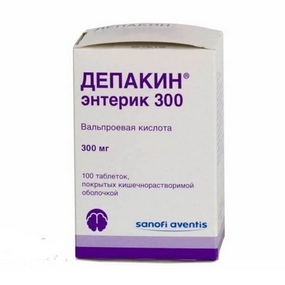 ДЕПАКИН®
энтерик 300
Вальпроевая кислота
300 мг
100 таблеток,
покрытых кишечнорастворимой
оболочкой
sanofi aventis